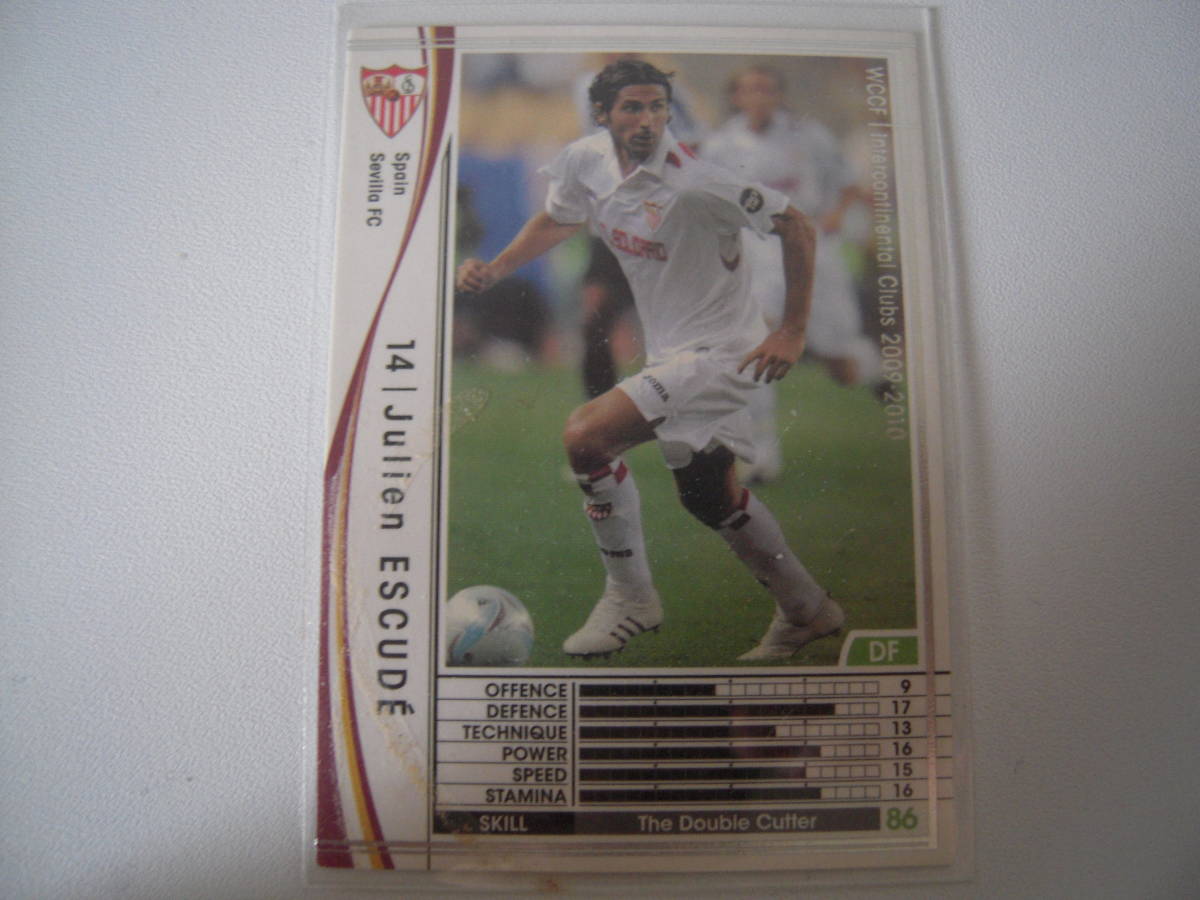 Spain
Sevilla FC
14 | Julien ESCUDÉ
WCCF | Intercontinental Clubs 2009-2010
Joma
DF
OFFENCE 9
DEFENCE 17
TECHNIQUE 13
POWER 16
SPEED 15
STAMINA 16
SKILL The Double Cutter 86